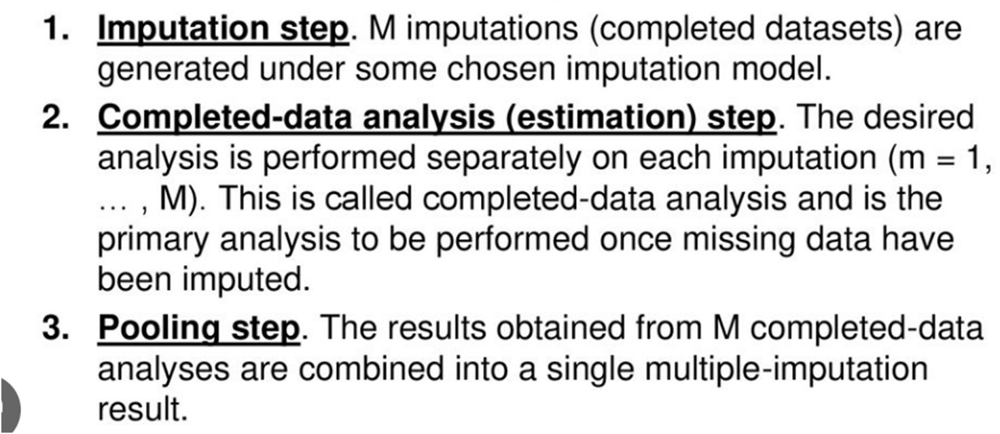 1. Imputation step. M imputations (completed datasets) are
generated under some chosen imputation model.
2. Completed-data analysis (estimation) step. The desired
analysis is performed separately on each imputation (m = 1,
... , M). This is called completed-data analysis and is the
primary analysis to be performed once missing data have
been imputed.
3. Pooling step. The results obtained from M completed-data
analyses are combined into a single multiple-imputation
result.